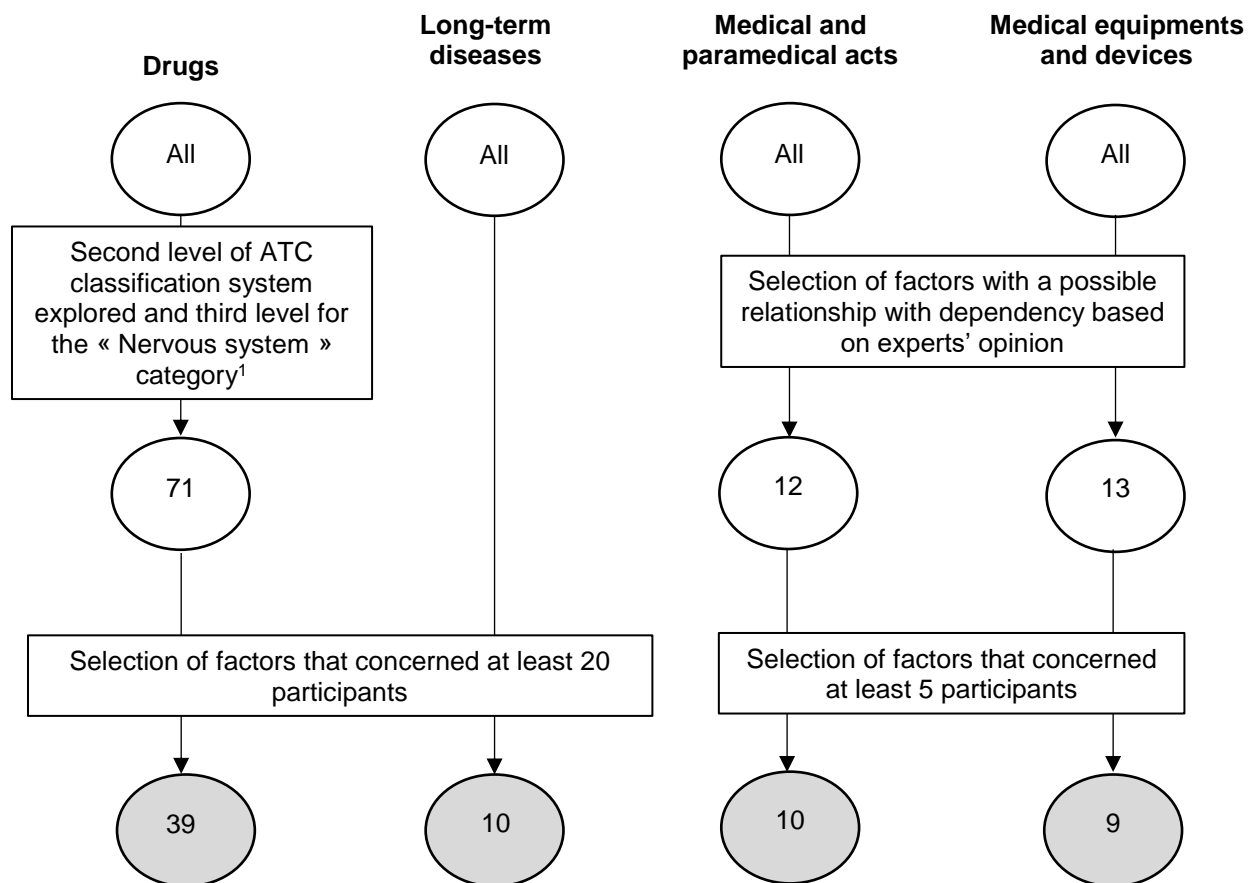 Drugs
Long-term
diseases
Medical and
paramedical acts
Medical equipments
and devices
All
All
All
All
Second level of ATC
classification system
explored and third level for
the « Nervous system »
category¹
Selection of factors with a possible
relationship with dependency based
on experts’ opinion
71
12
13
Selection of factors that concerned at least 20
participants
Selection of factors that concerned
at least 5 participants
39
10
10
9